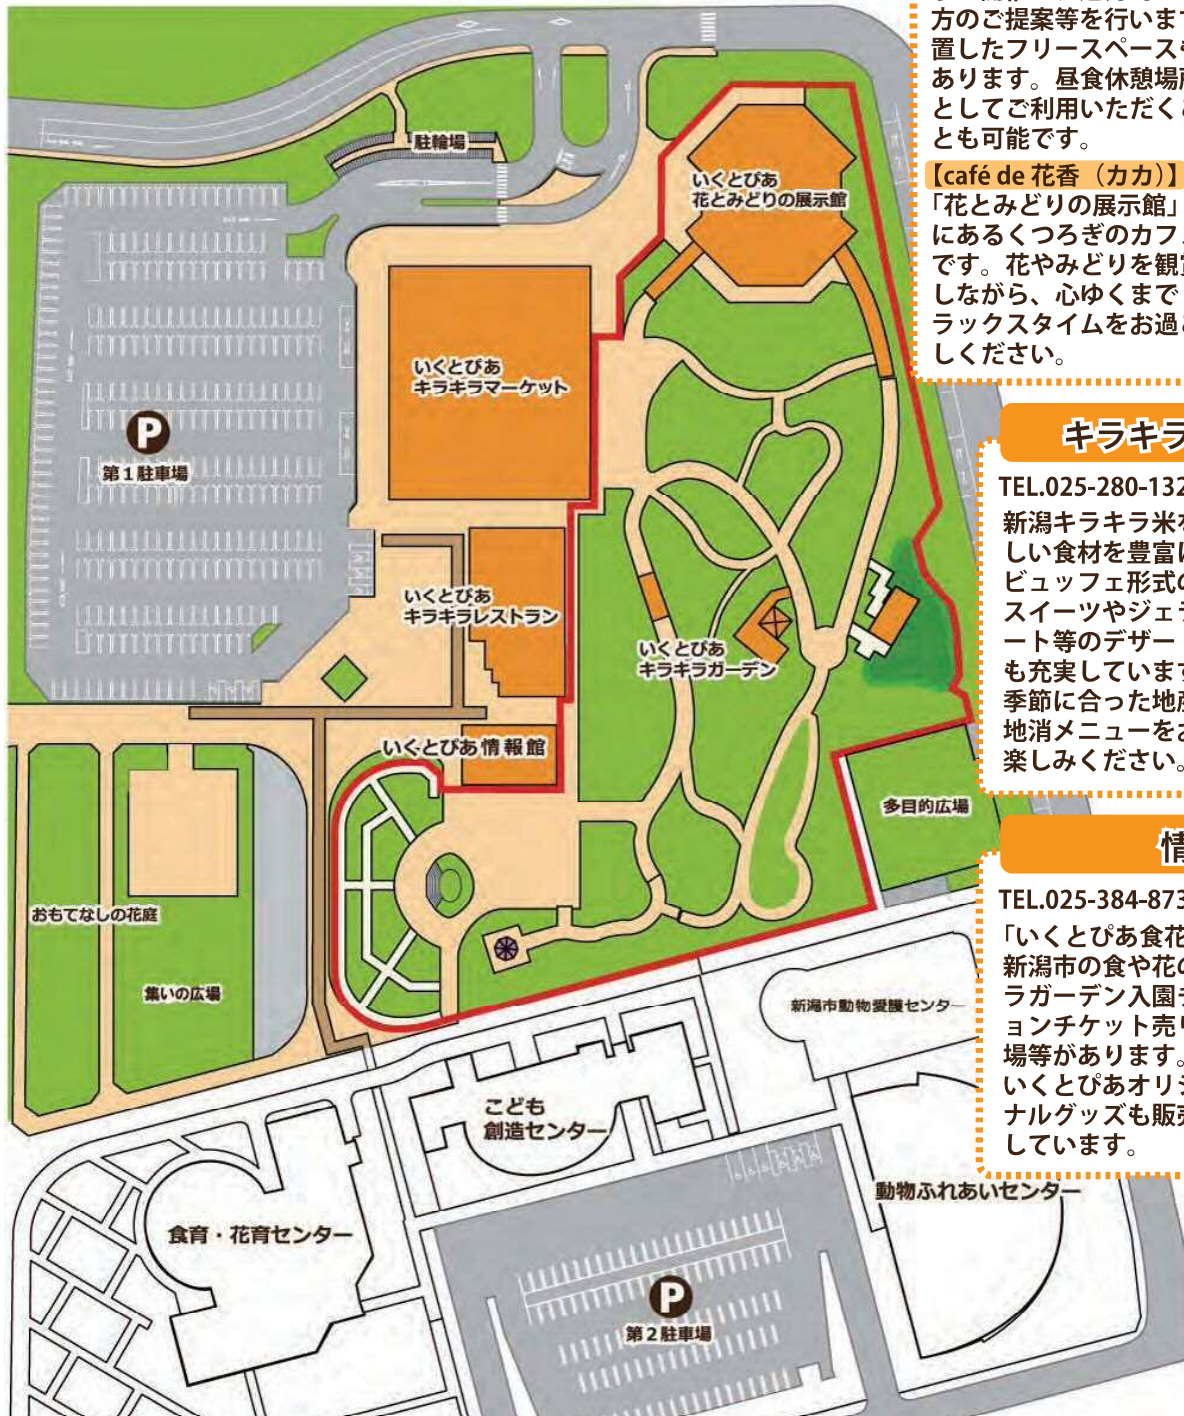 方のご提案等を行います
置したフリースペースや
あります。昼食休憩場所
としてご利用いただくこ
とも可能です。
【café de 花香（カカ）】
「花とみどりの展示館」
にあるくつろぎのカフェ
です。花やみどりを観賞
しながら、心ゆくまで
ラックスタイムをお過ご
しください。
キラキラ
TEL.025-280-132
新潟キラキラ米を
しい食材を豊富に
ビュッフェ形式の
スイーツやジェラ
ート等のデザート
も充実しています
季節に合った地産
地消メニューをお
楽しみください。
情
TEL.025-384-873
「いくとぴあ食花
新潟市の食や花の
ラガーデン入園チ
ョンチケット売り
場等があります。
いくとぴあオリジ
ナルグッズも販売
しています。
駐輪場
いくとぴあ
花とみどりの展示館
いくとぴあ
キラキラマーケット
P
第１駐車場
いくとぴあ
キラキラレストラン
いくとぴあ
キラキラガーデン
いくとぴあ情報館
多目的広場
おもてなしの花庭
集いの広場
新潟市動物愛護センター
こども
創造センター
動物ふれあいセンター
食育・花育センター
P
第２駐車場